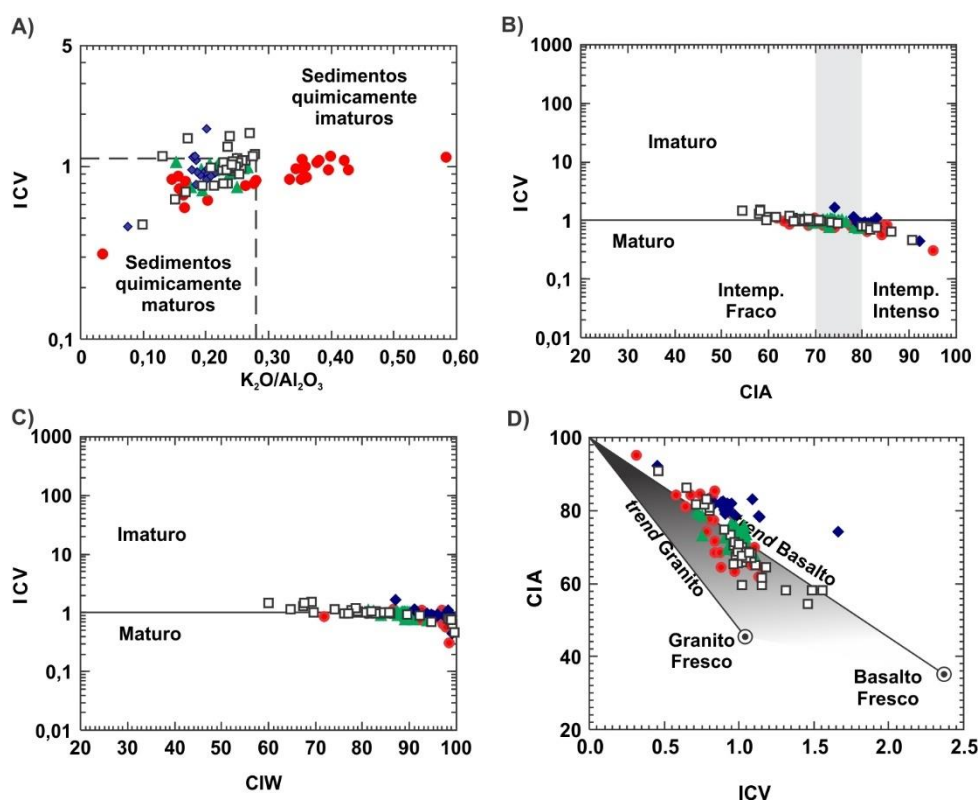 A)
5
1
0,1
ICV
Sedimentos
quimicamente
imaturos
Sedimentos
quimicamente
maturos
0 0,10 0,20 0,30 0,40 0,50 0,60
K₂O/Al₂O₃
B)
1000
100
10
1
0,1
0,01
ICV
Imaturo
Maturo
Intemp.
Fraco
Intemp.
Intenso
20 30 40 50 60 70 80 90 100
CIA
C)
1000
100
10
1
0,1
0,01
ICV
Imaturo
Maturo
20 30 40 50 60 70 80 90 100
CIW
D)
100
80
60
40
20
CIA
trend Granito
trend Basalto
Granito
Fresco
Basalto
Fresco
0.0 0.5 1.0 1.5 2.0 2.5
ICV